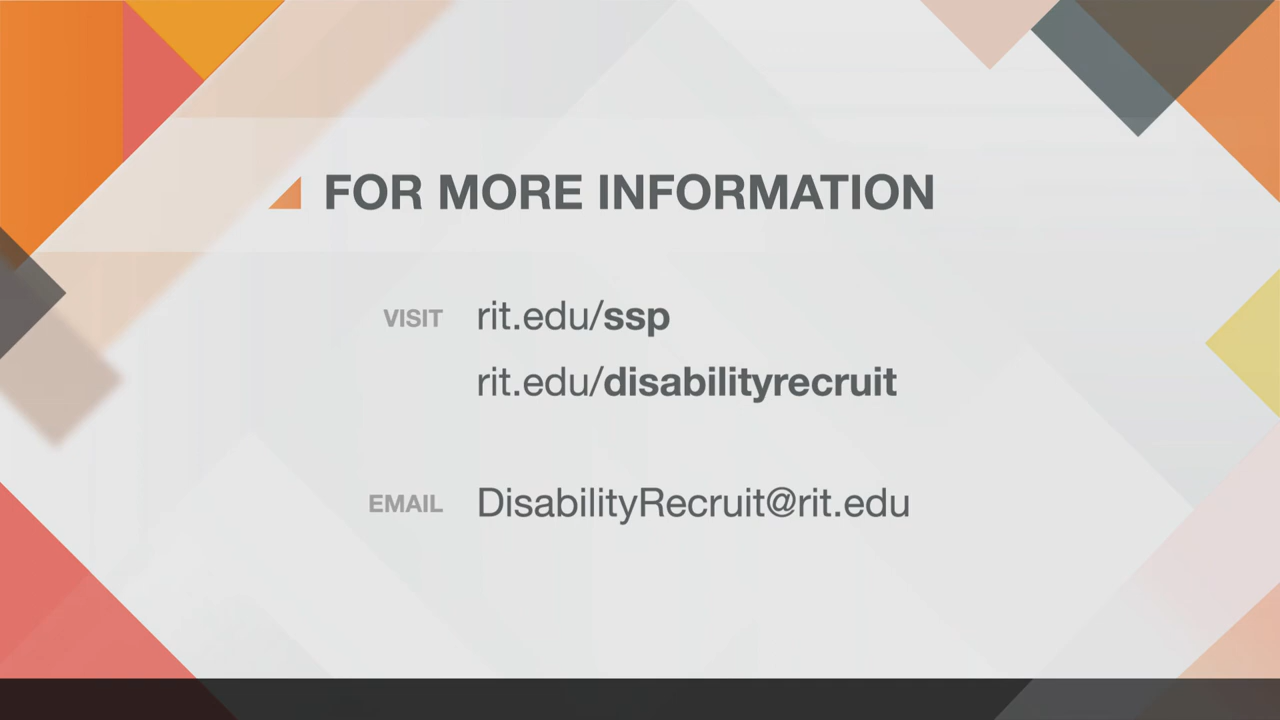 FOR MORE INFORMATION
VISIT rit.edu/ssp
rit.edu/disabilityrecruit
EMAIL DisabilityRecruit@rit.edu